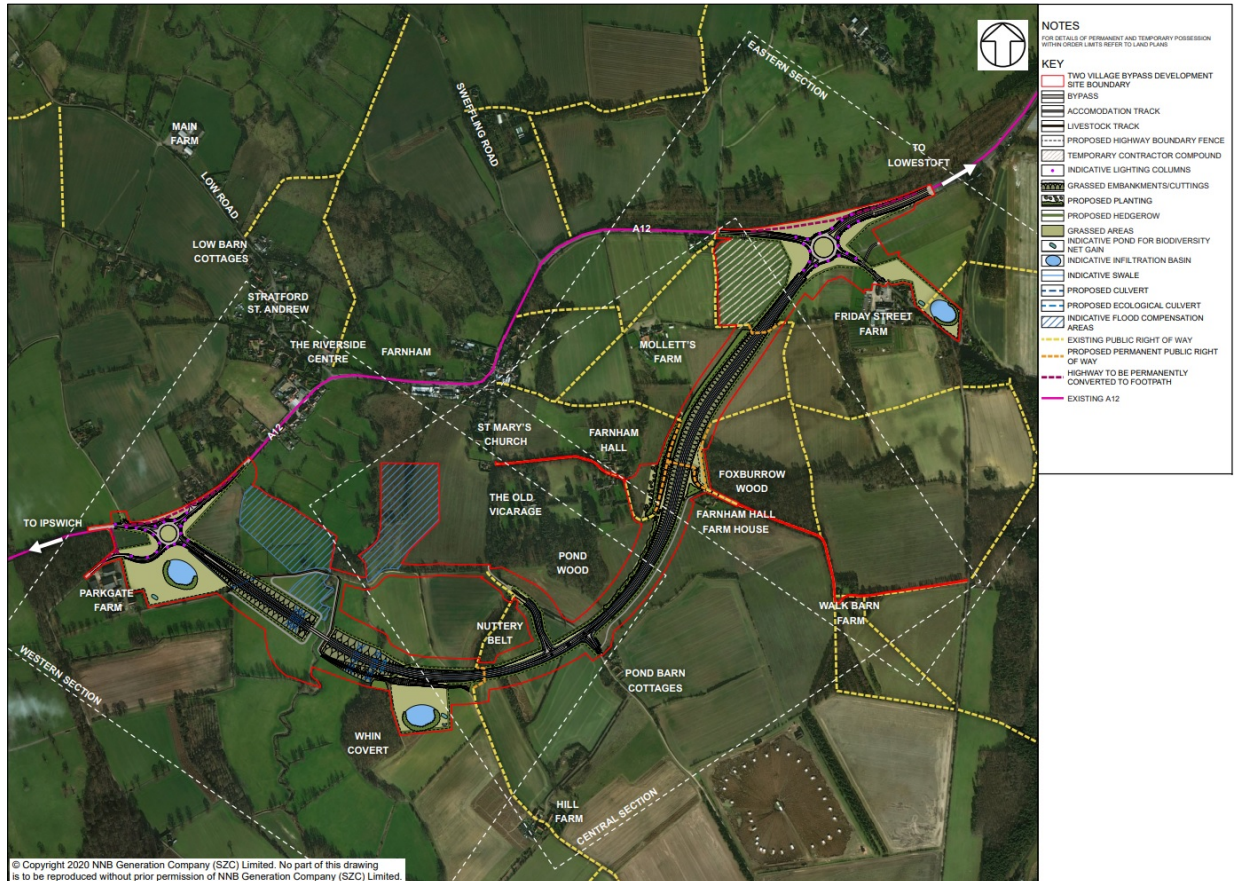 EASTERN SECTION
SWEFFLING ROAD
MAIN
FARM
LOW ROAD
TO
LOWESTOFT
LOW BARN
COTTAGES
A12
STRATFORD
ST. ANDREW
THE RIVERSIDE
CENTRE
FARNHAM
MOLLETT'S
FARM
FRIDAY STREET
FARM
A12
ST MARY'S
CHURCH
FARNHAM
HALL
FOXBURROW
WOOD
THE OLD
VICARAGE
FARNHAM HALL
FARM HOUSE
TO IPSWICH
POND
WOOD
PARKGATE
FARM
NUTTERY
BELT
WALK BARN
FARM
WESTERN SECTION
POND BARN
COTTAGES
WHIN
COVERT
HILL
FARM
CENTRAL SECTION
© Copyright 2020 NNB Generation Company (SZC) Limited. No part of this drawing
is to be reproduced without prior permission of NNB Generation Company (SZC) Limited.
NOTES
FOR DETAILS OF PERMANENT AND TEMPORARY POSSESSION
WITHIN ORDER LIMITS REFER TO LAND PLANS
KEY
TWO VILLAGE BYPASS DEVELOPMENT
SITE BOUNDARY
BYPASS
ACCOMODATION TRACK
LIVESTOCK TRACK
PROPOSED HIGHWAY BOUNDARY FENCE
TEMPORARY CONTRACTOR COMPOUND
INDICATIVE LIGHTING COLUMNS
GRASSED EMBANKMENTS/CUTTINGS
PROPOSED PLANTING
PROPOSED HEDGEROW
GRASSED AREAS
INDICATIVE POND FOR BIODIVERSITY
NET GAIN
INDICATIVE INFILTRATION BASIN
INDICATIVE SWALE
PROPOSED CULVERT
PROPOSED ECOLOGICAL CULVERT
INDICATIVE FLOOD COMPENSATION
AREAS
EXISTING PUBLIC RIGHT OF WAY
PROPOSED PERMANENT PUBLIC RIGHT
OF WAY
HIGHWAY TO BE PERMANENTLY
CONVERTED TO FOOTPATH
EXISTING A12